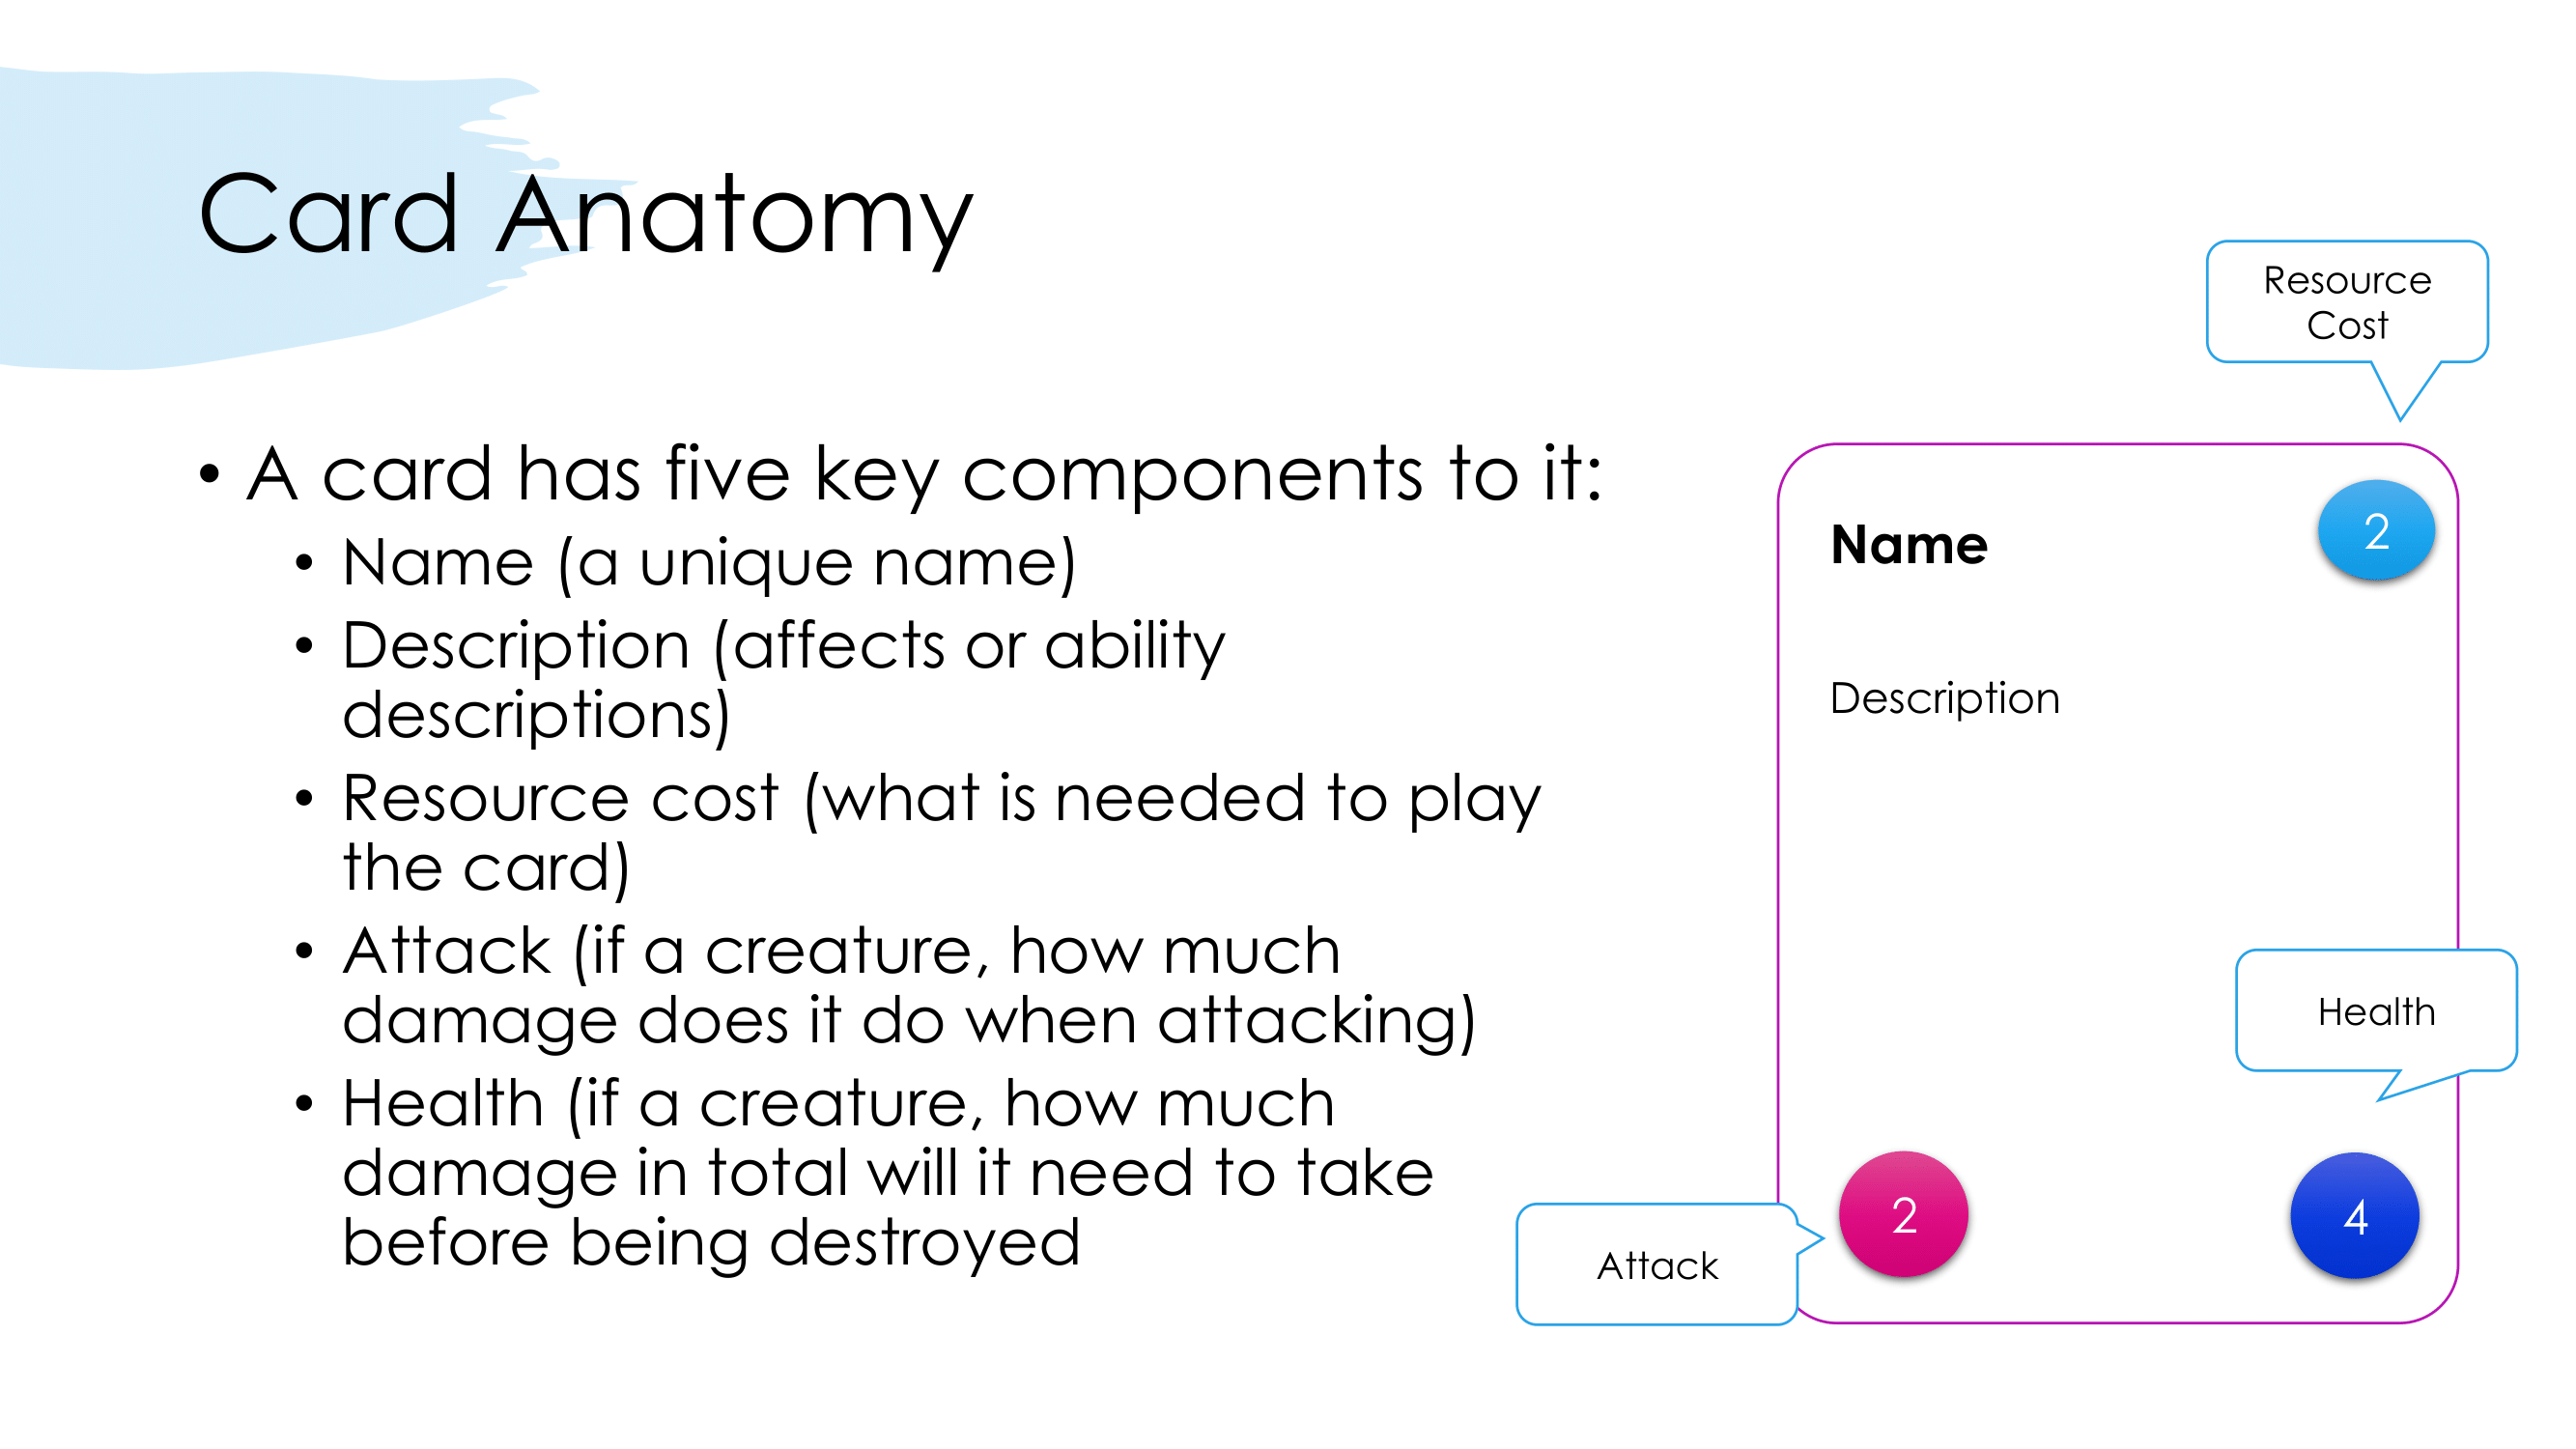 Card Anatomy
• A card has five key components to it:
• Name (a unique name)
• Description (affects or ability
descriptions)
• Resource cost (what is needed to play
the card)
• Attack (if a creature, how much
damage does it do when attacking)
• Health (if a creature, how much
damage in total will it need to take
before being destroyed
Resource
Cost
Name
2
Description
Health
Attack
2
4